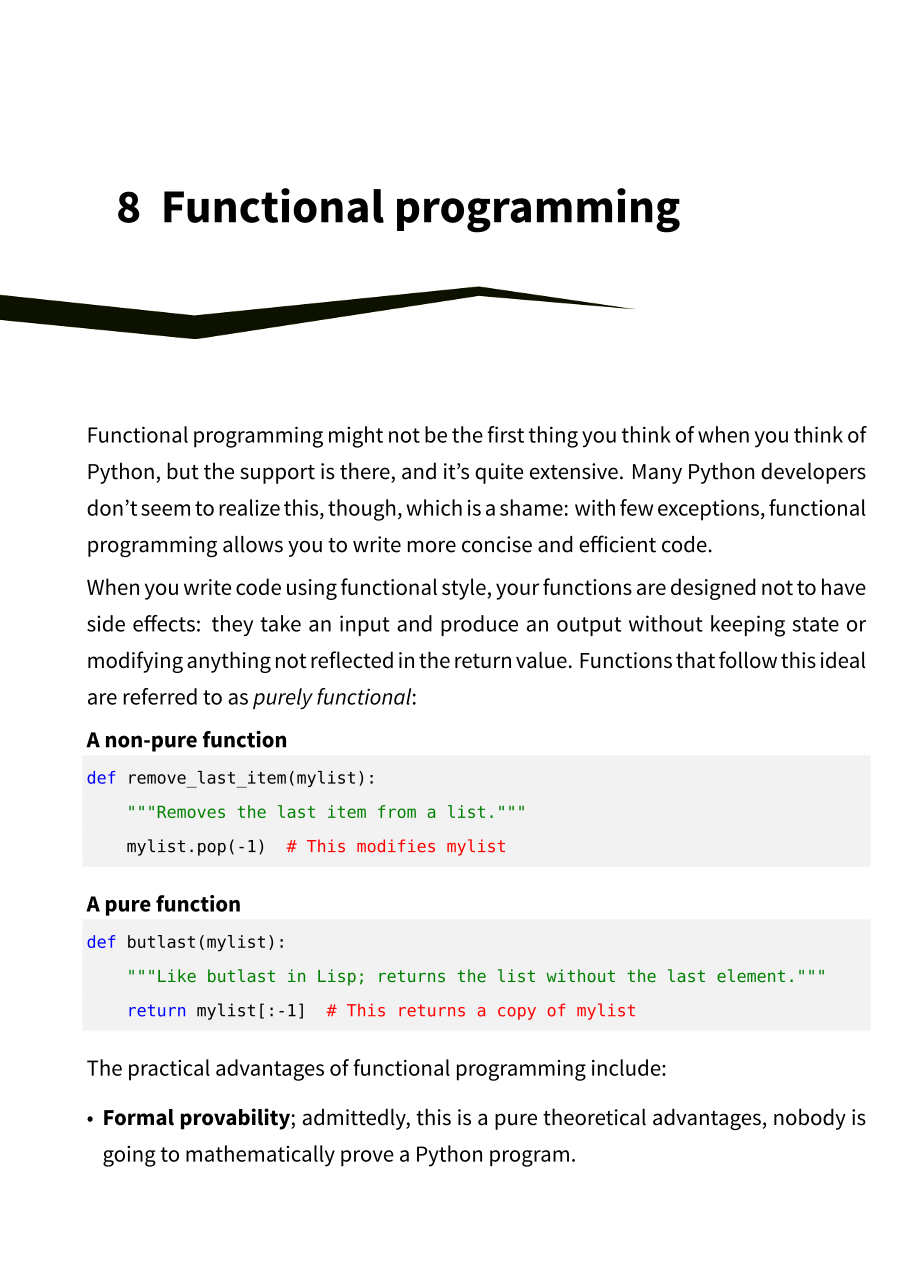 8 Functional programming
Functional programming might not be the first thing you think of when you think of
Python, but the support is there, and it’s quite extensive. Many Python developers
don’t seem to realize this, though, which is a shame: with few exceptions, functional
programming allows you to write more concise and efficient code.
When you write code using functional style, your functions are designed not to have
side effects: they take an input and produce an output without keeping state or
modifying anything not reflected in the return value. Functions that follow this ideal
are referred to as purely functional:
A non-pure function
def remove_last_item(mylist):
    """Removes the last item from a list."""
    mylist.pop(-1)  # This modifies mylist
A pure function
def butlast(mylist):
    """Like butlast in Lisp; returns the list without the last element."""
    return mylist[:-1]  # This returns a copy of mylist
The practical advantages of functional programming include:
• Formal provability; admittedly, this is a pure theoretical advantages, nobody is
going to mathematically prove a Python program.